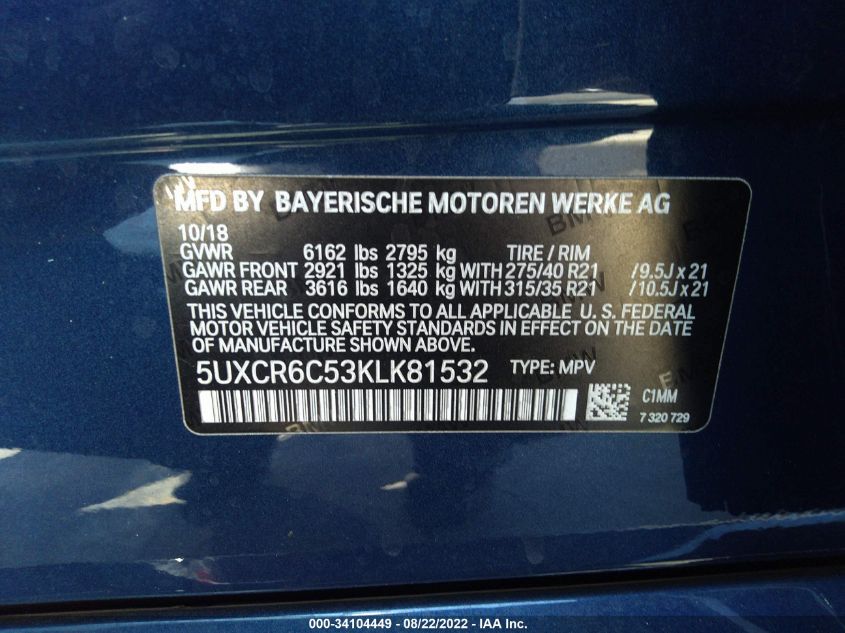 MFD BY BAYERISCHE MOTOREN WERKE AG
10/18
GVWR 6162 lbs 2795 kg TIRE / RIM
GAWR FRONT 2921 lbs 1325 kg WITH 275/40 R21 /9.5J x 21
GAWR REAR 3616 lbs 1640 kg WITH 315/35 R21 /10.5J x 21
THIS VEHICLE CONFORMS TO ALL APPLICABLE U. S. FEDERAL
MOTOR VEHICLE SAFETY STANDARDS IN EFFECT ON THE DATE
OF MANUFACTURE SHOWN ABOVE.
5UXCR6C53KLK81532 TYPE: MPV
C1MM
7 320 729
000-34104449 - 08/22/2022 - IAA Inc.